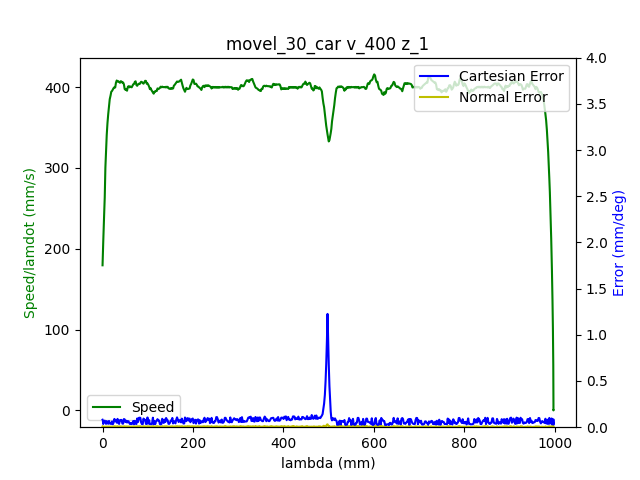 movel_30_car v_400 z_1
Cartesian Error
Normal Error
Speed
Speed/lamdot (mm/s)
400
300
200
100
0
4.0
3.5
3.0
2.5
2.0
1.5
1.0
0.5
0.0
Error (mm/deg)
0 200 400 600 800 1000
lambda (mm)